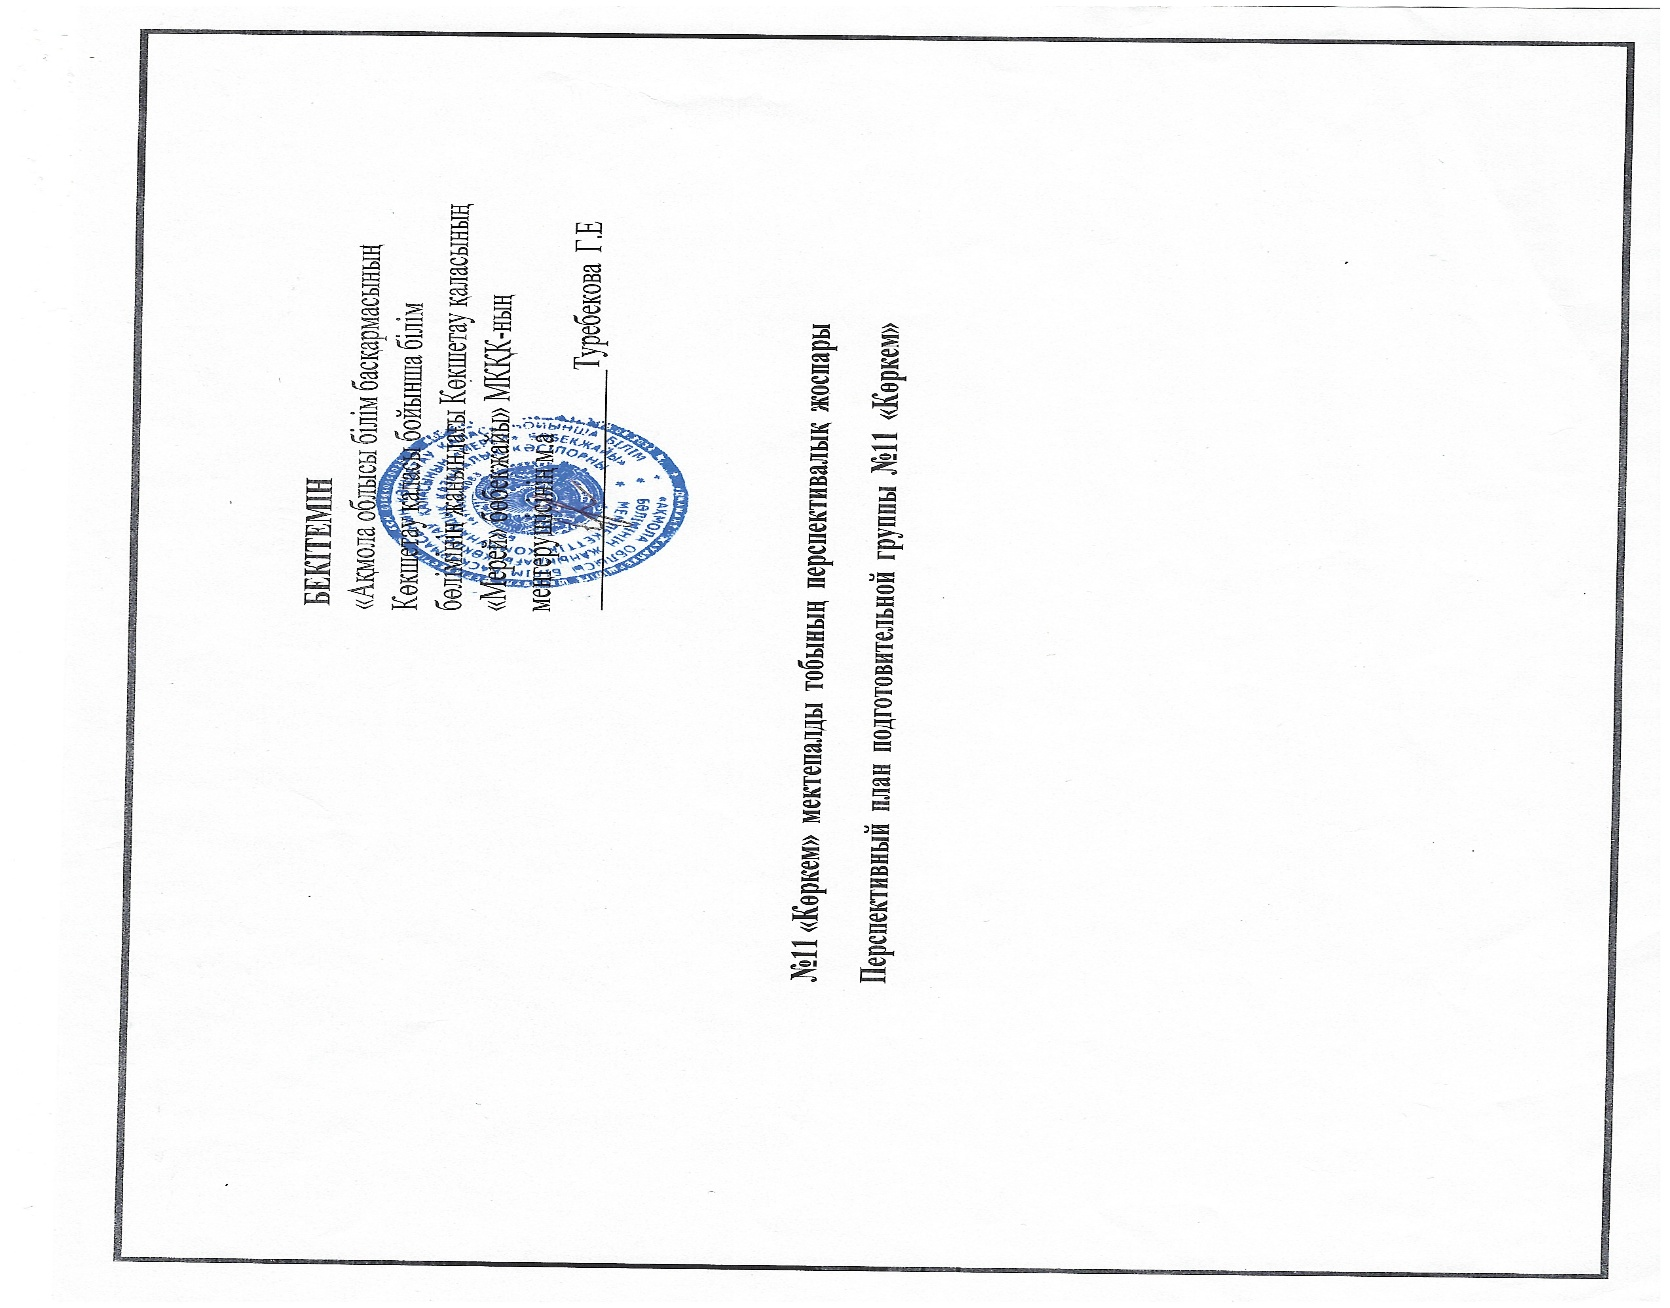 БЕКІТЕМІН
«Ақмола облысы білім басқармасының
Көкшетау қаласы бойынша білім
бөлімінің жанындағы Көкшетау қаласының
«Мерей» бөбекжайы» МКҚК-ның
меңгерушісінің м.а
Туребекова Г.Е
№11 «Көркем» мектепалды тобының перспективалық жоспары
Перспективный план подготовительной группы №11 «Көркем»